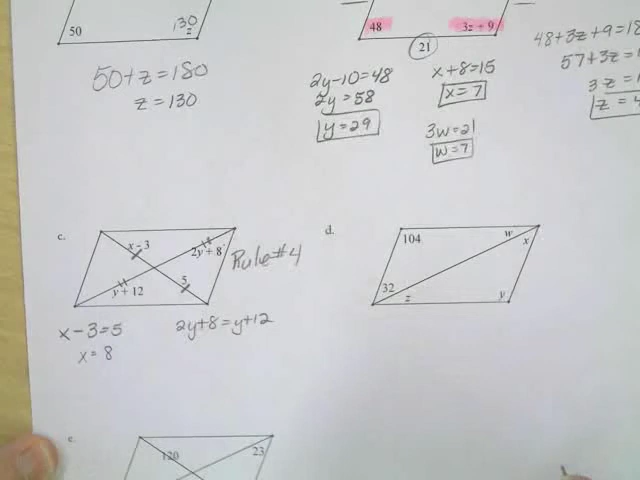 50
130
z
50+z=180
z=130
48
3z + 9
21
2y-10=48
2y=58
y=29
x+8=15
x=7
3w=21
w=7
48+3z+9=18
57+3z=
3z=
z=4
c.
x - 3
2y + 8
y + 12
5
Rule #4
x-3=5
x=8
2y+8=y+12
d.
104
w
x
32
z
y
e.
120
23